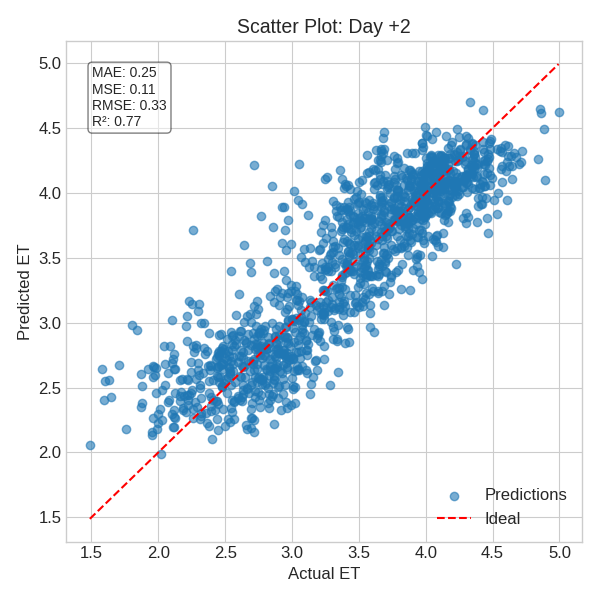 Scatter Plot: Day +2
MAE: 0.25
MSE: 0.11
RMSE: 0.33
R²: 0.77
Predicted ET
5.0
4.5
4.0
3.5
3.0
2.5
2.0
1.5
Predictions
Ideal
1.5 2.0 2.5 3.0 3.5 4.0 4.5 5.0
Actual ET